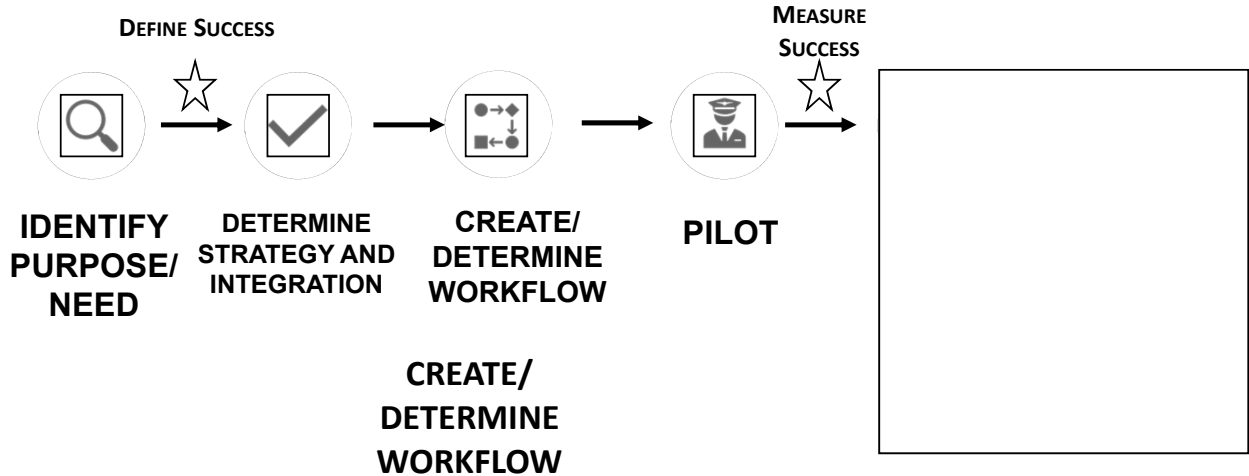 DEFINE SUCCESS
MEASURE
SUCCESS
IDENTIFY
PURPOSE/
NEED
DETERMINE
STRATEGY AND
INTEGRATION
CREATE/
DETERMINE
WORKFLOW
PILOT
CREATE/
DETERMINE
WORKFLOW